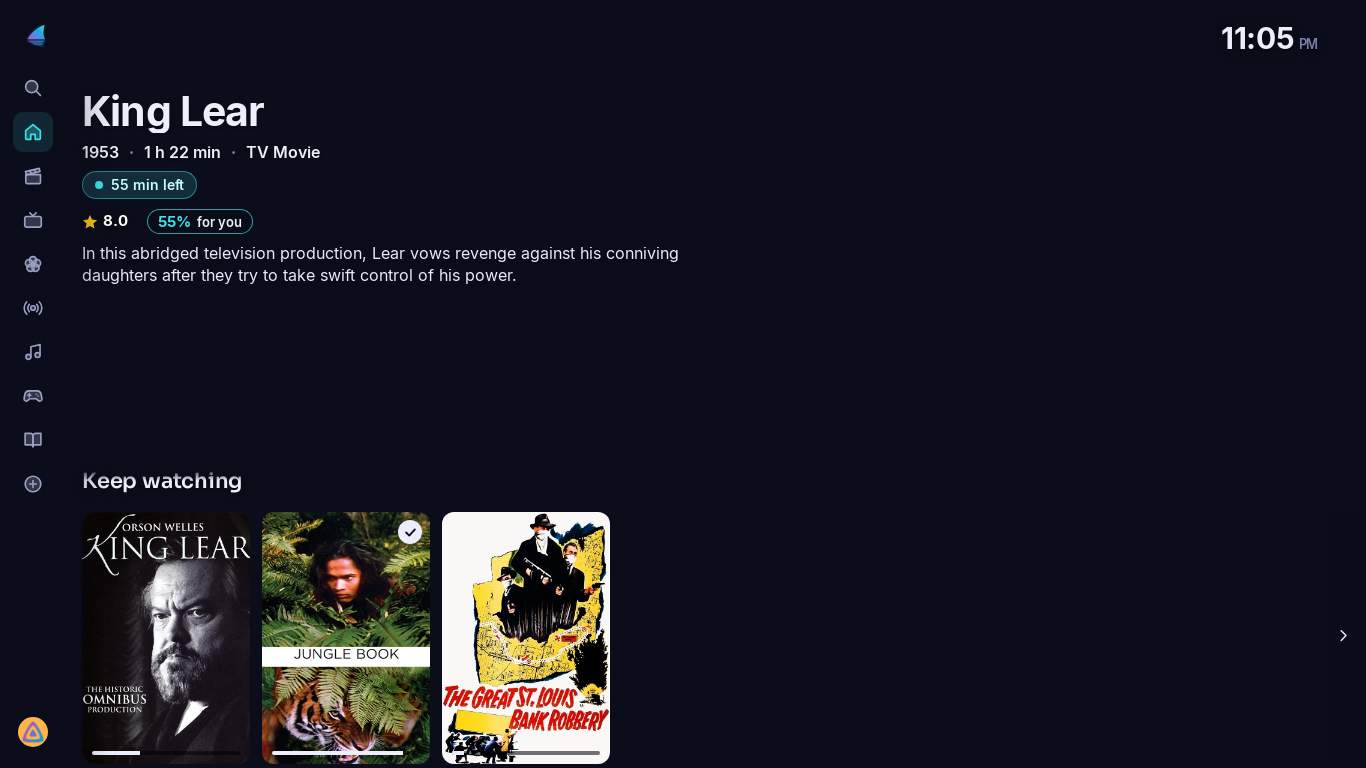 11:05 PM
King Lear
1953 · 1 h 22 min · TV Movie
55 min left
8.0 55% for you
In this abridged television production, Lear vows revenge against his conniving
daughters after they try to take swift control of his power.
Keep watching
ORSON WELLES
KING LEAR
THE HISTORIC
OMNIBUS
PRODUCTION
JUNGLE BOOK
THE GREAT ST. LOUIS
BANK ROBBERY